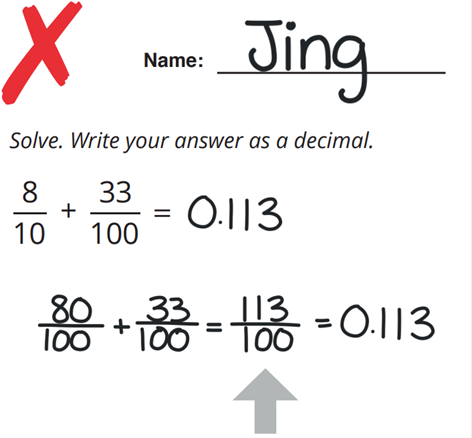 Name: Jing
Solve. Write your answer as a decimal.
8/10 + 33/100 = 0.113
80/100 + 33/100 = 113/100 = 0.113